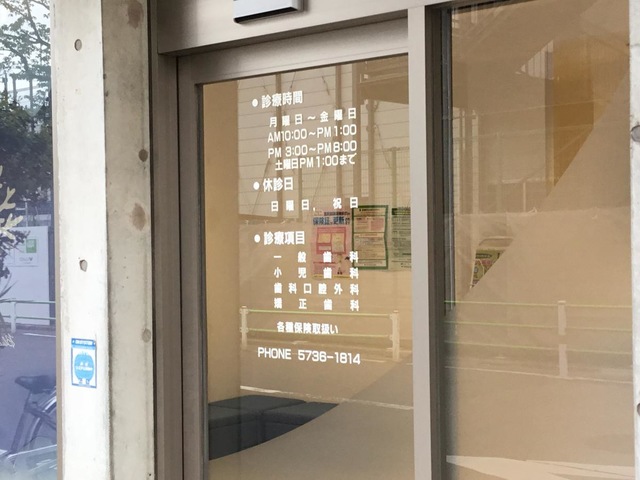 ●診療時間
月曜日～金曜日
AM10:00～PM1:00
PM3:00～PM8:00
土曜日PM1:00まで
●休診日
日曜日，祝日
●診療項目
一般歯科
小児歯科
歯科口腔外科
矯正歯科
各種保険取扱い
PHONE 5736-1814